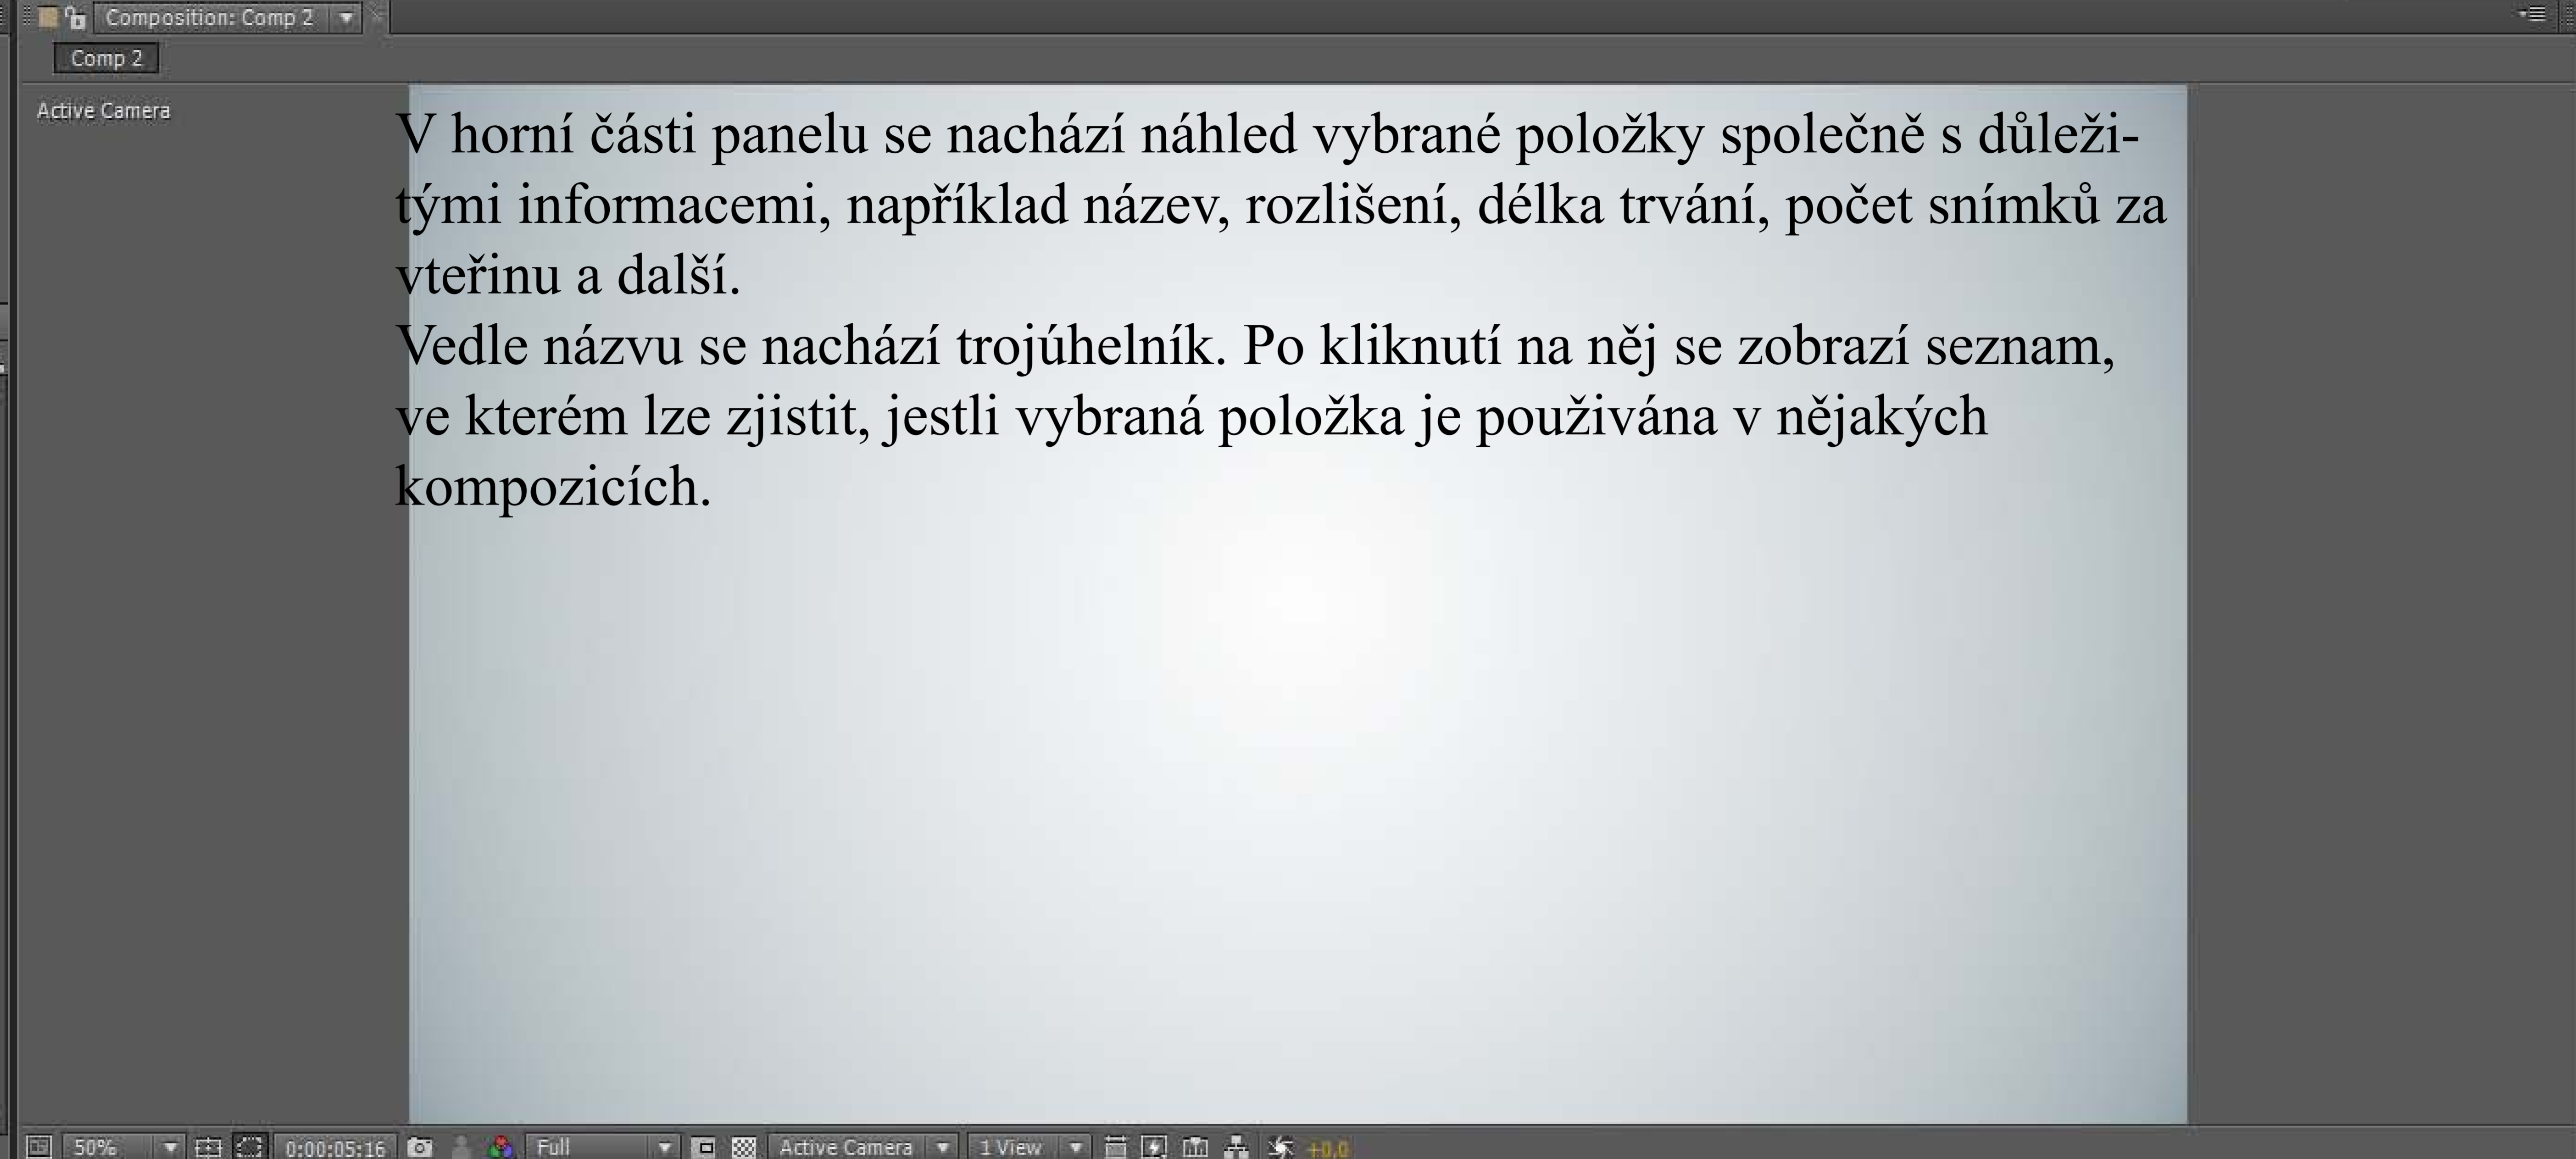 Composition: Comp 2
Comp 2
Active Camera
V horní části panelu se nachází náhled vybrané položky společně s důleži-
tými informacemi, například název, rozlišení, délka trvání, počet snímků za
vteřinu a další.
Vedle názvu se nachází trojúhelník. Po kliknutí na něj se zobrazí seznam,
ve kterém lze zjistit, jestli vybraná položka je použivána v nějakých
kompozicích.
50% 0:00:05:16 Full Active Camera 1 View +0,0